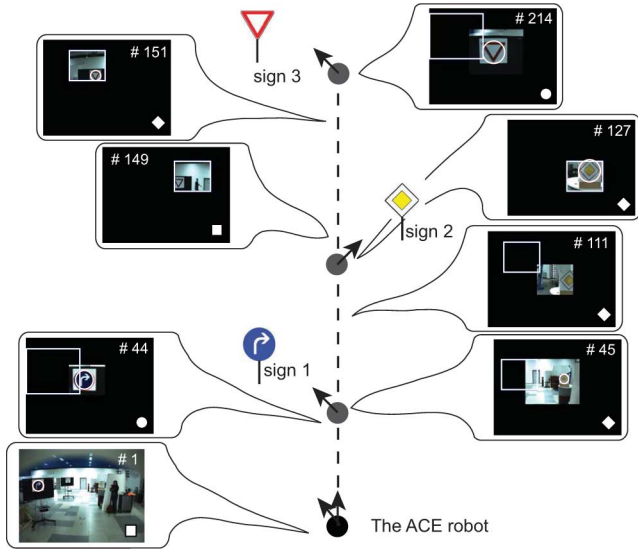 # 214
# 151
sign 3
# 127
# 149
sign 2
# 111
# 44
sign 1
# 45
# 1
The ACE robot